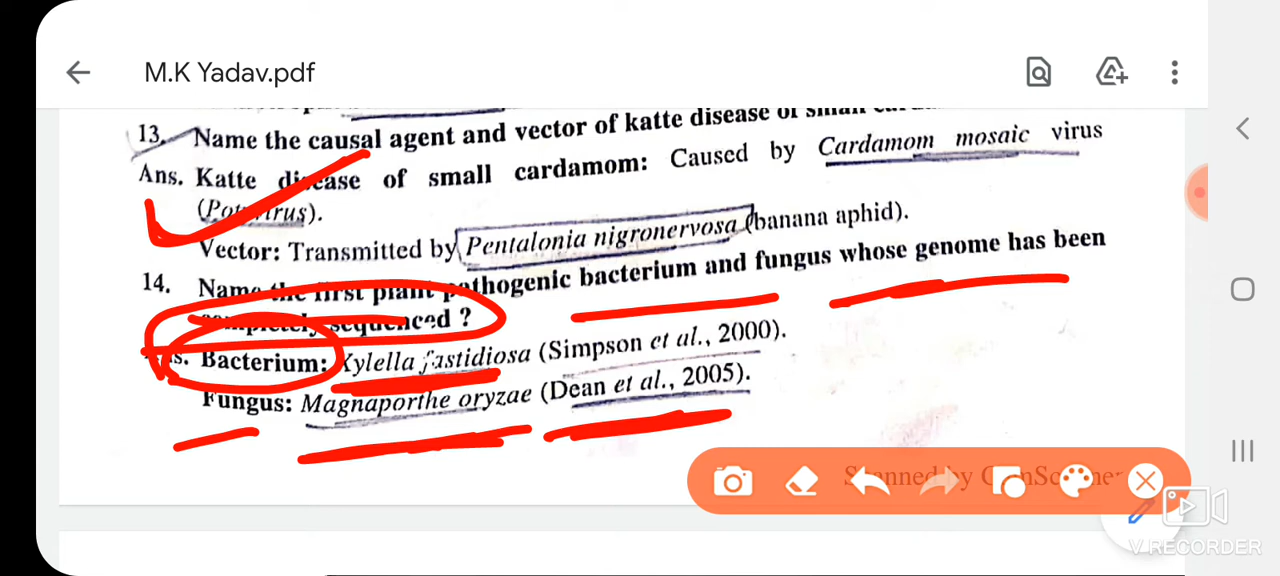 M.K Yadav.pdf
13. Name the causal agent and vector of katte disease of small
Ans. Katte disease of small cardamom: Caused by Cardamom mosaic virus
(Potyvirus).
Vector: Transmitted by Pentalonia nigronervosa (banana aphid).
14. Name the first plant pathogenic bacterium and fungus whose genome has been
completely sequenced ?
Ans. Bacterium: Xylella fastidiosa (Simpson et al., 2000).
Fungus: Magnaporthe oryzae (Dean et al., 2005).
Scanned by CamScanner
V RECORDER